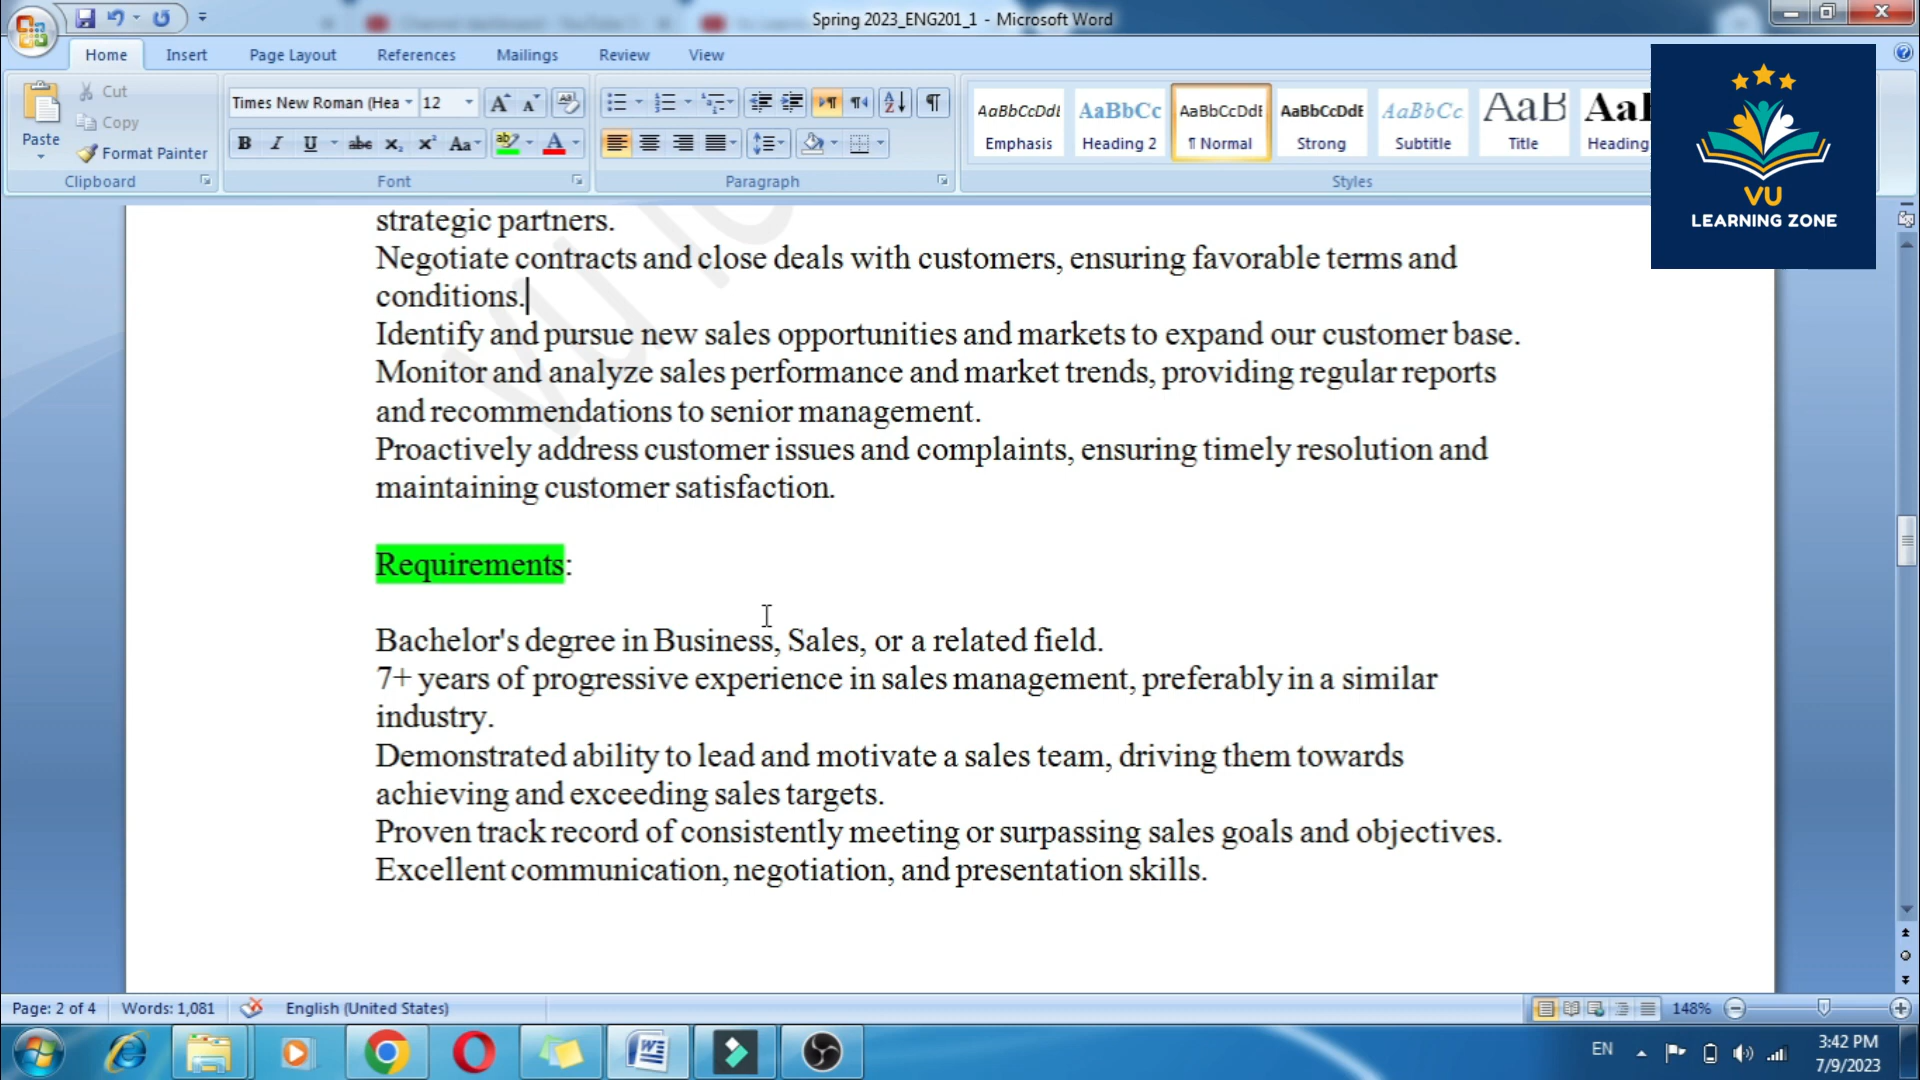 Spring 2023_ENG201_1 - Microsoft Word
Home Insert Page Layout References Mailings Review View
Paste
Cut
Copy
Format Painter
Clipboard
Times New Roman (Hea 12
Font
Paragraph
AaBbCcDdE AaBbCc AaBbCcDdE AaBbCcDdE AaBbCc AaB AaI
Emphasis Heading 2 ¶ Normal Strong Subtitle Title Heading
Styles
VU
LEARNING ZONE
strategic partners.
Negotiate contracts and close deals with customers, ensuring favorable terms and
conditions.
Identify and pursue new sales opportunities and markets to expand our customer base.
Monitor and analyze sales performance and market trends, providing regular reports
and recommendations to senior management.
Proactively address customer issues and complaints, ensuring timely resolution and
maintaining customer satisfaction.
Requirements:
Bachelor's degree in Business, Sales, or a related field.
7+ years of progressive experience in sales management, preferably in a similar
industry.
Demonstrated ability to lead and motivate a sales team, driving them towards
achieving and exceeding sales targets.
Proven track record of consistently meeting or surpassing sales goals and objectives.
Excellent communication, negotiation, and presentation skills.
Page: 2 of 4 Words: 1,081 English (United States) 148%
EN 3:42 PM
7/9/2023